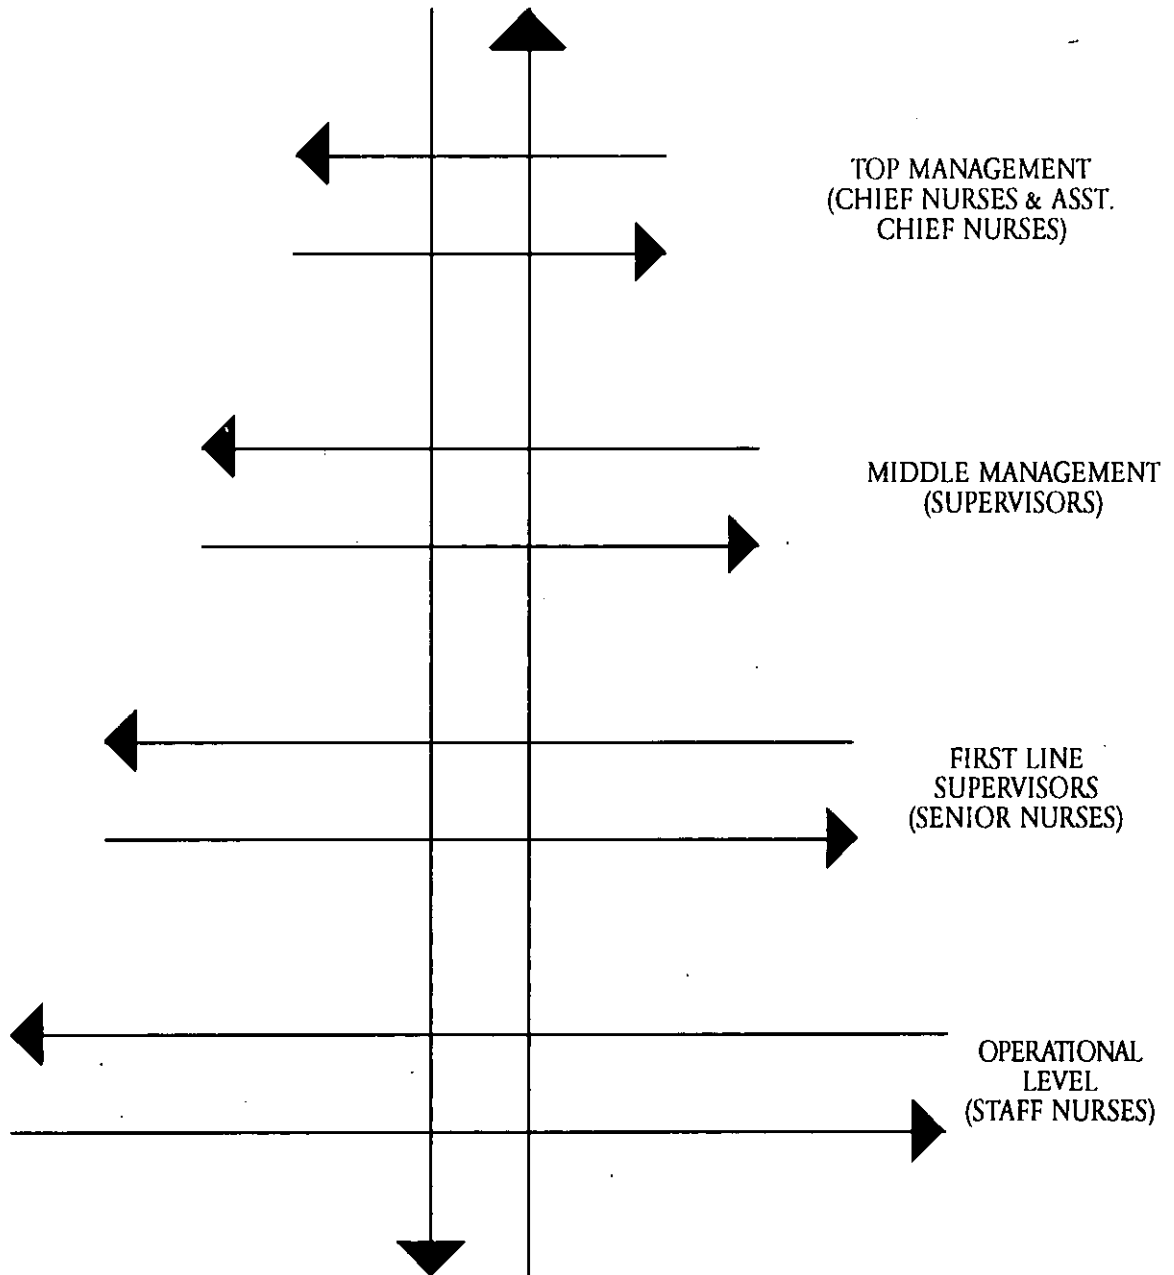 TOP MANAGEMENT
(CHIEF NURSES & ASST.
CHIEF NURSES)
MIDDLE MANAGEMENT
(SUPERVISORS)
FIRST LINE
SUPERVISORS
(SENIOR NURSES)
OPERATIONAL
LEVEL
(STAFF NURSES)